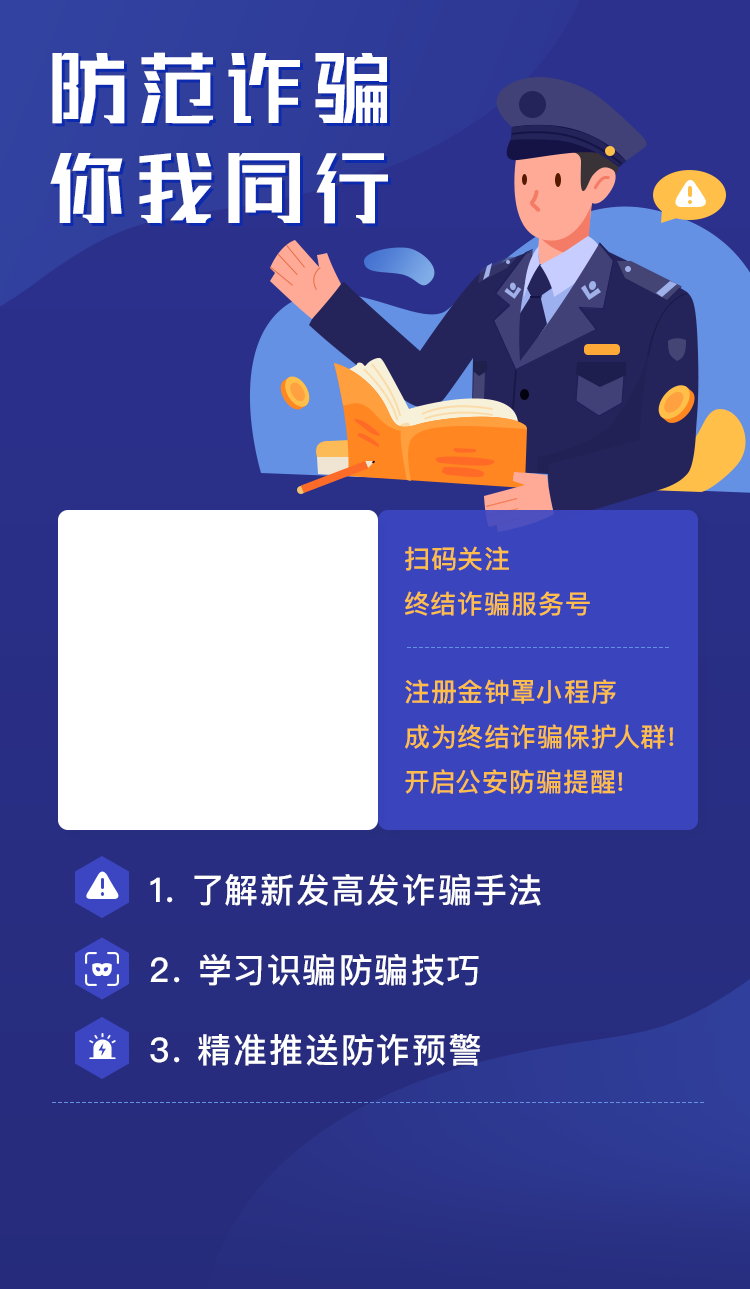 防范诈骗
你我同行
扫码关注
终结诈骗服务号
注册金钟罩小程序
成为终结诈骗保护人群!
开启公安防骗提醒!
1. 了解新发高发诈骗手法
2. 学习识骗防骗技巧
3. 精准推送防诈预警